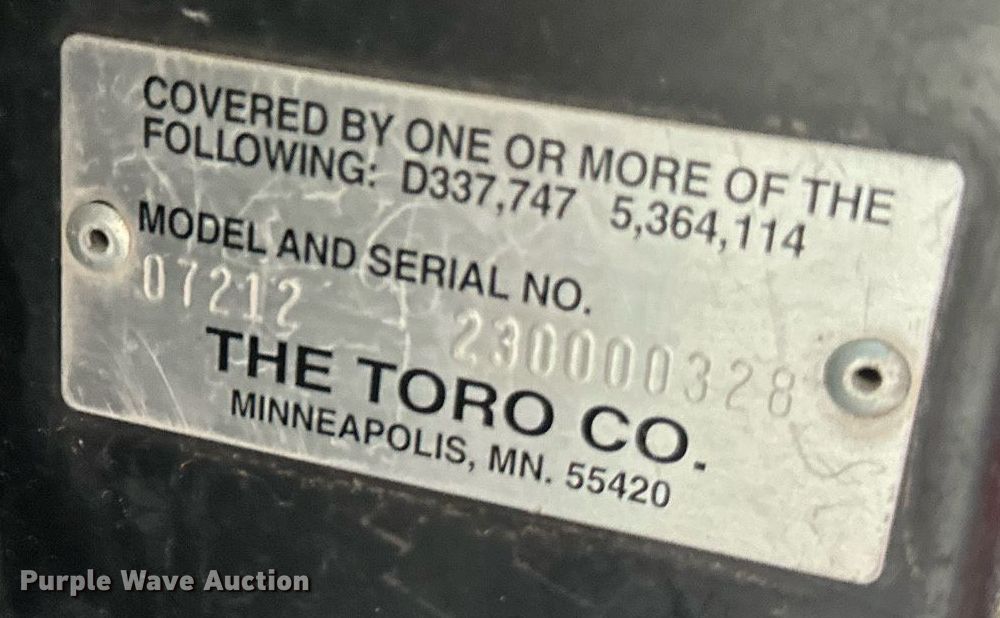 COVERED BY ONE OR MORE OF THE
FOLLOWING: D337,747 5,364,114
MODEL AND SERIAL NO.
07212 230000328
THE TORO CO.
MINNEAPOLIS, MN. 55420
Purple Wave Auction